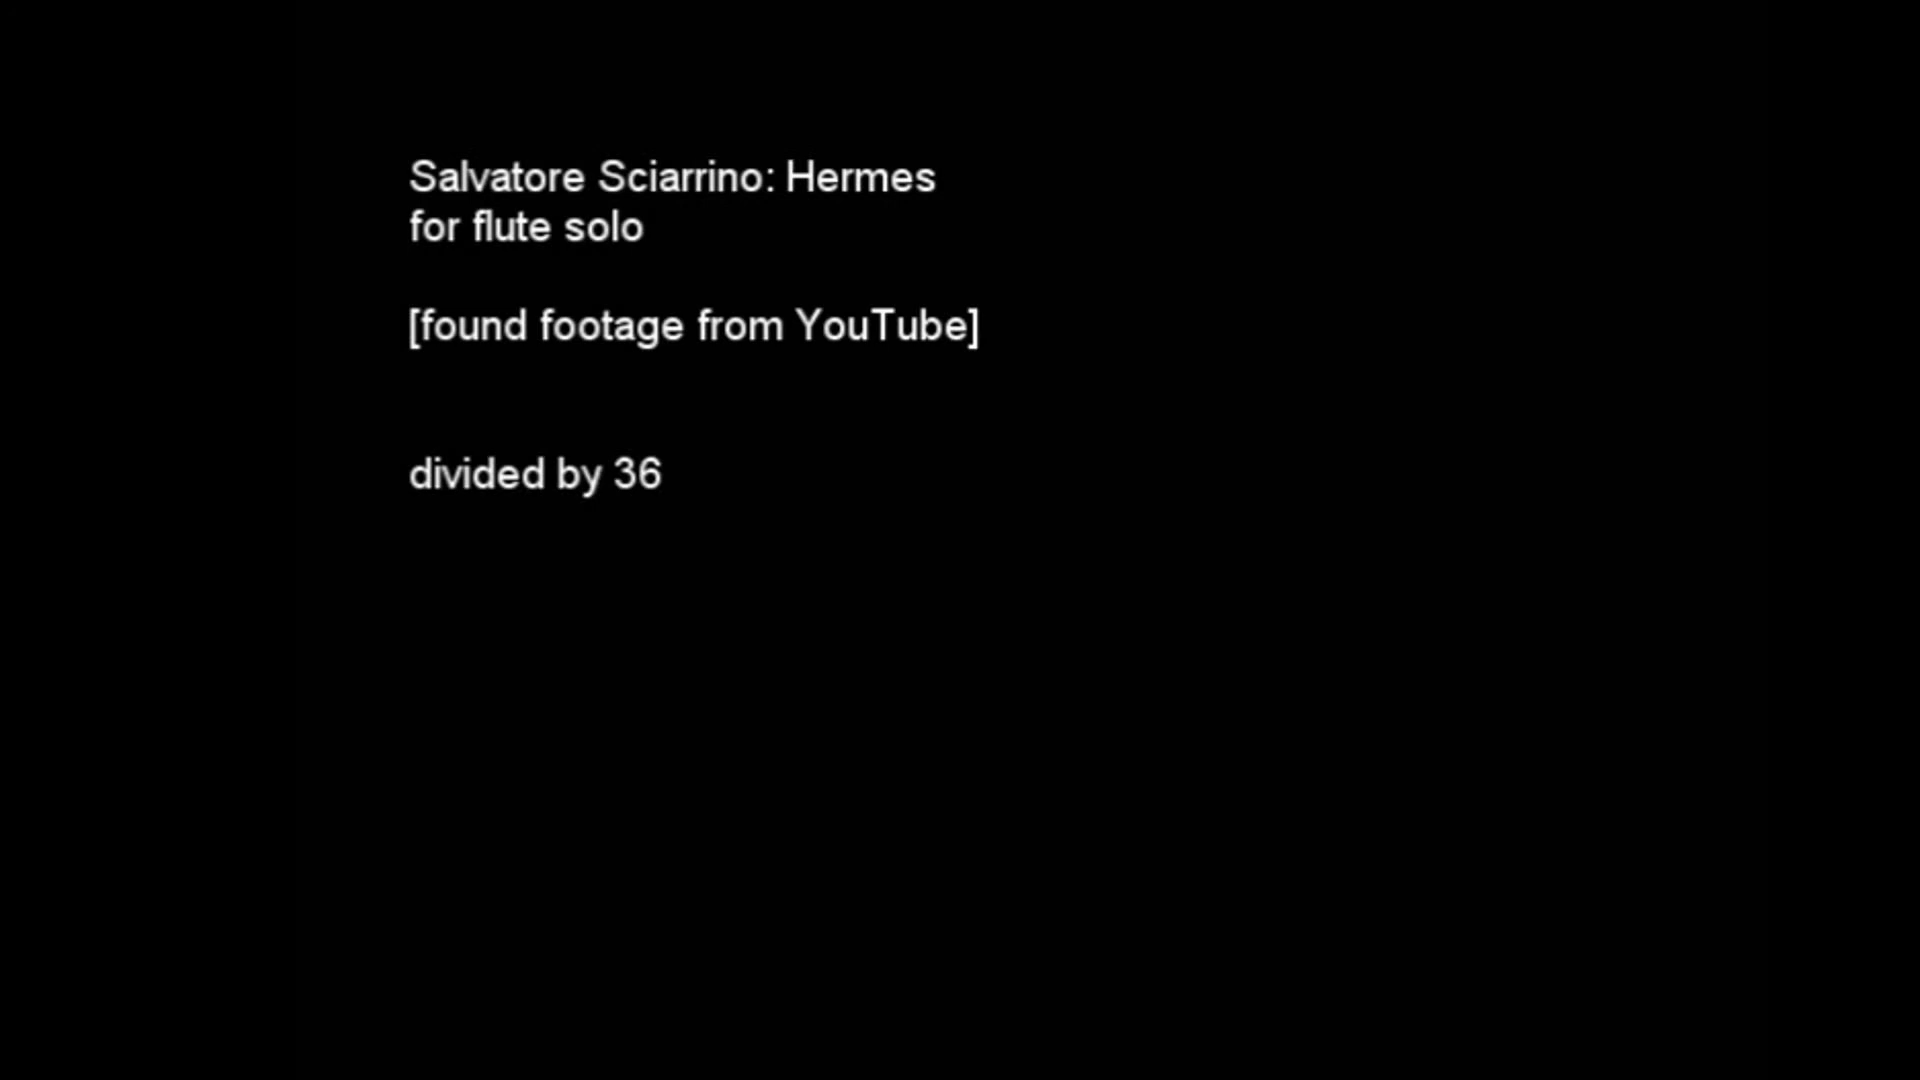 Salvatore Sciarrino: Hermes
for flute solo
[found footage from YouTube]
divided by 36